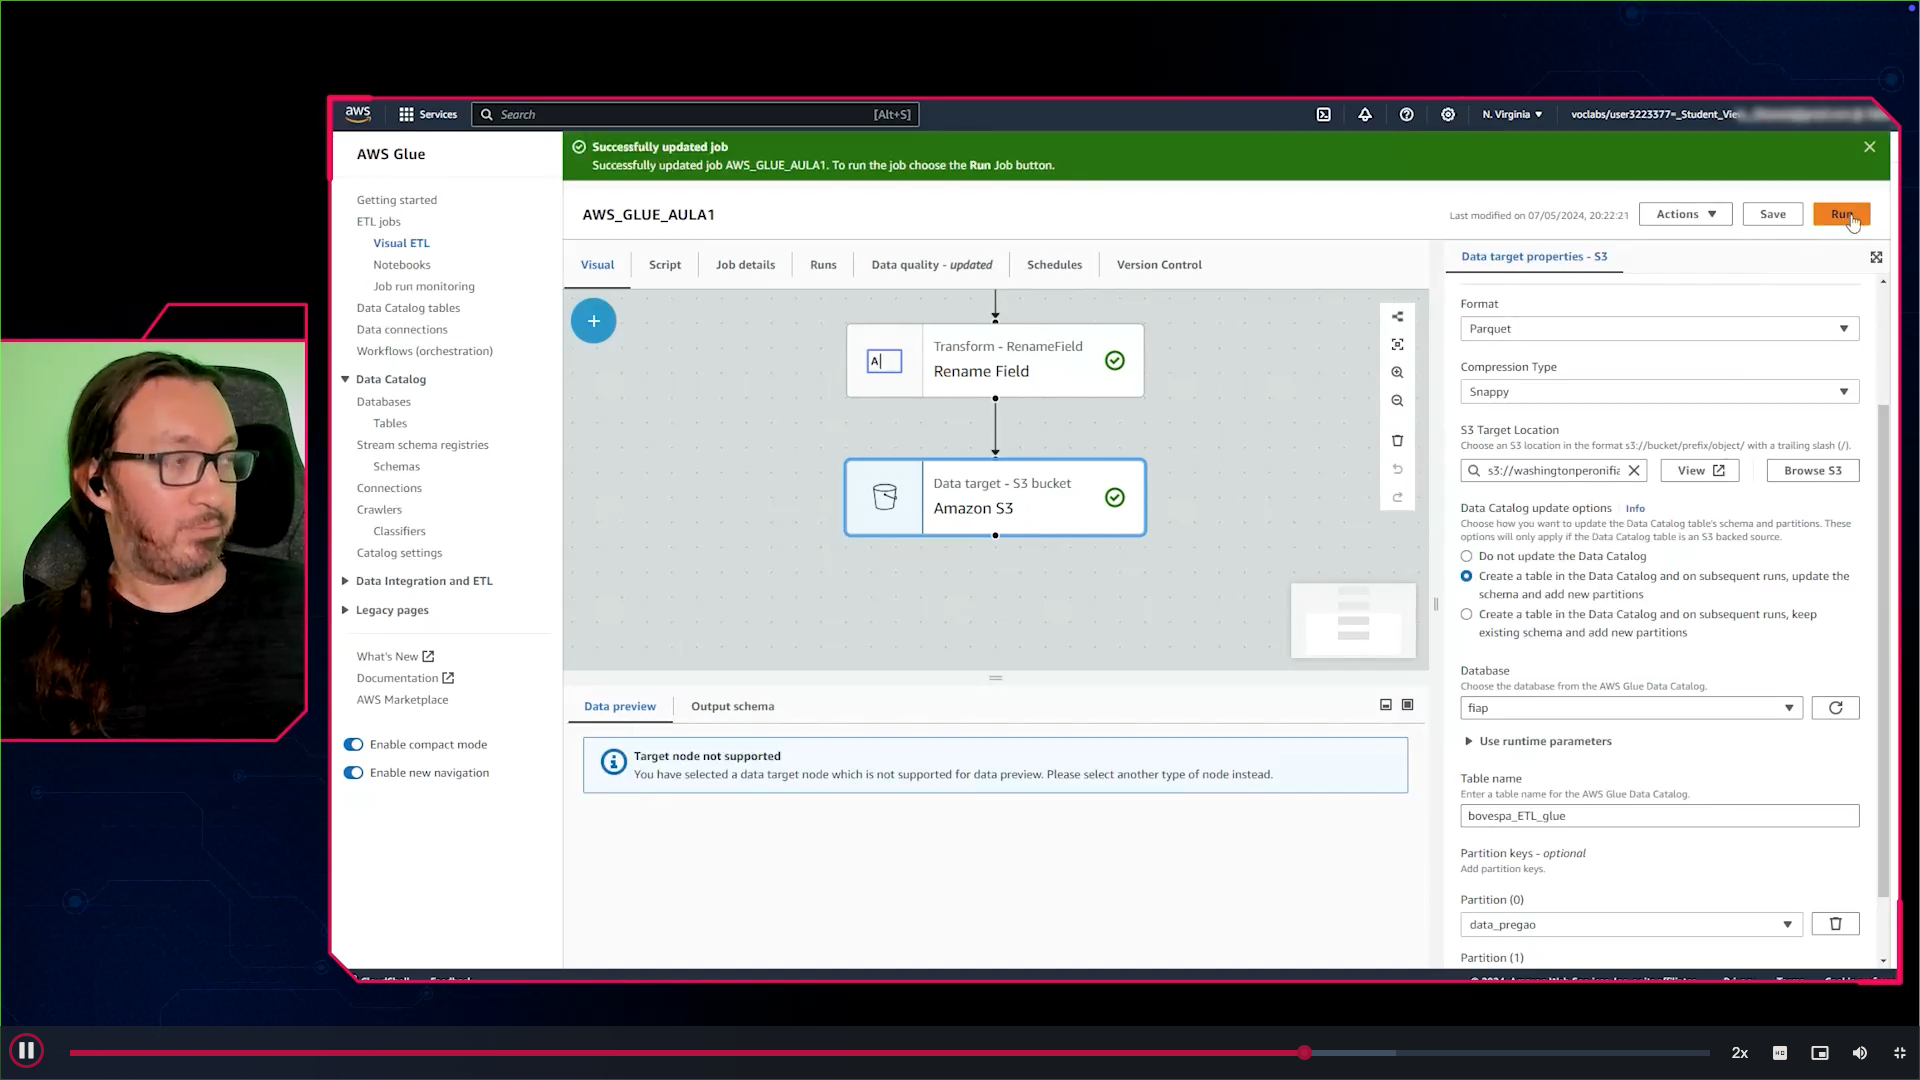 aws
Services
Search
[Alt+S]
N. Virginia
voclabs/user3223377=_Student_Vie
AWS Glue
Getting started
ETL jobs
Visual ETL
Notebooks
Job run monitoring
Data Catalog tables
Data connections
Workflows (orchestration)
Data Catalog
Databases
Tables
Stream schema registries
Schemas
Connections
Crawlers
Classifiers
Catalog settings
Data Integration and ETL
Legacy pages
What's New
Documentation
AWS Marketplace
Enable compact mode
Enable new navigation
Successfully updated job
Successfully updated job AWS_GLUE_AULA1. To run the job choose the Run Job button.
AWS_GLUE_AULA1
Last modified on 07/05/2024, 20:22:21
Actions
Save
Run
Visual
Script
Job details
Runs
Data quality - updated
Schedules
Version Control
A
Transform - RenameField
Rename Field
Data target - S3 bucket
Amazon S3
Data preview
Output schema
Target node not supported
You have selected a data target node which is not supported for data preview. Please select another type of node instead.
Data target properties - S3
Format
Parquet
Compression Type
Snappy
S3 Target Location
Choose an S3 location in the format s3://bucket/prefix/object/ with a trailing slash (/).
s3://washingtonperonifia
View
Browse S3
Data Catalog update options
Info
Choose how you want to update the Data Catalog table's schema and partitions. These
options will only apply if the Data Catalog table is an S3 backed source.
Do not update the Data Catalog
Create a table in the Data Catalog and on subsequent runs, update the
schema and add new partitions
Create a table in the Data Catalog and on subsequent runs, keep
existing schema and add new partitions
Database
Choose the database from the AWS Glue Data Catalog.
fiap
Use runtime parameters
Table name
Enter a table name for the AWS Glue Data Catalog.
bovespa_ETL_glue
Partition keys - optional
Add partition keys.
Partition (0)
data_pregao
Partition (1)
2x
HD